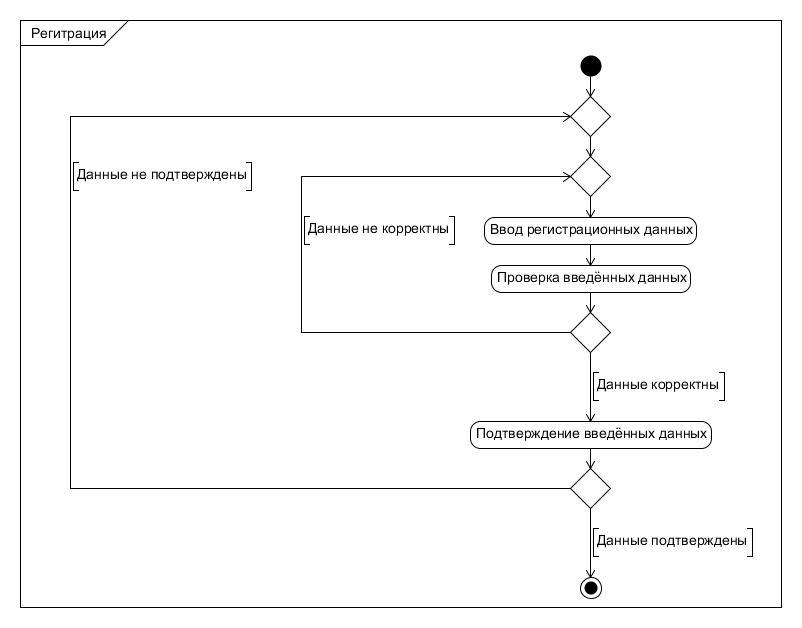 Регитрация
Данные не подтверждены
Данные не корректны
Ввод регистрационных данных
Проверка введённых данных
Данные корректны
Подтверждение введённых данных
Данные подтверждены